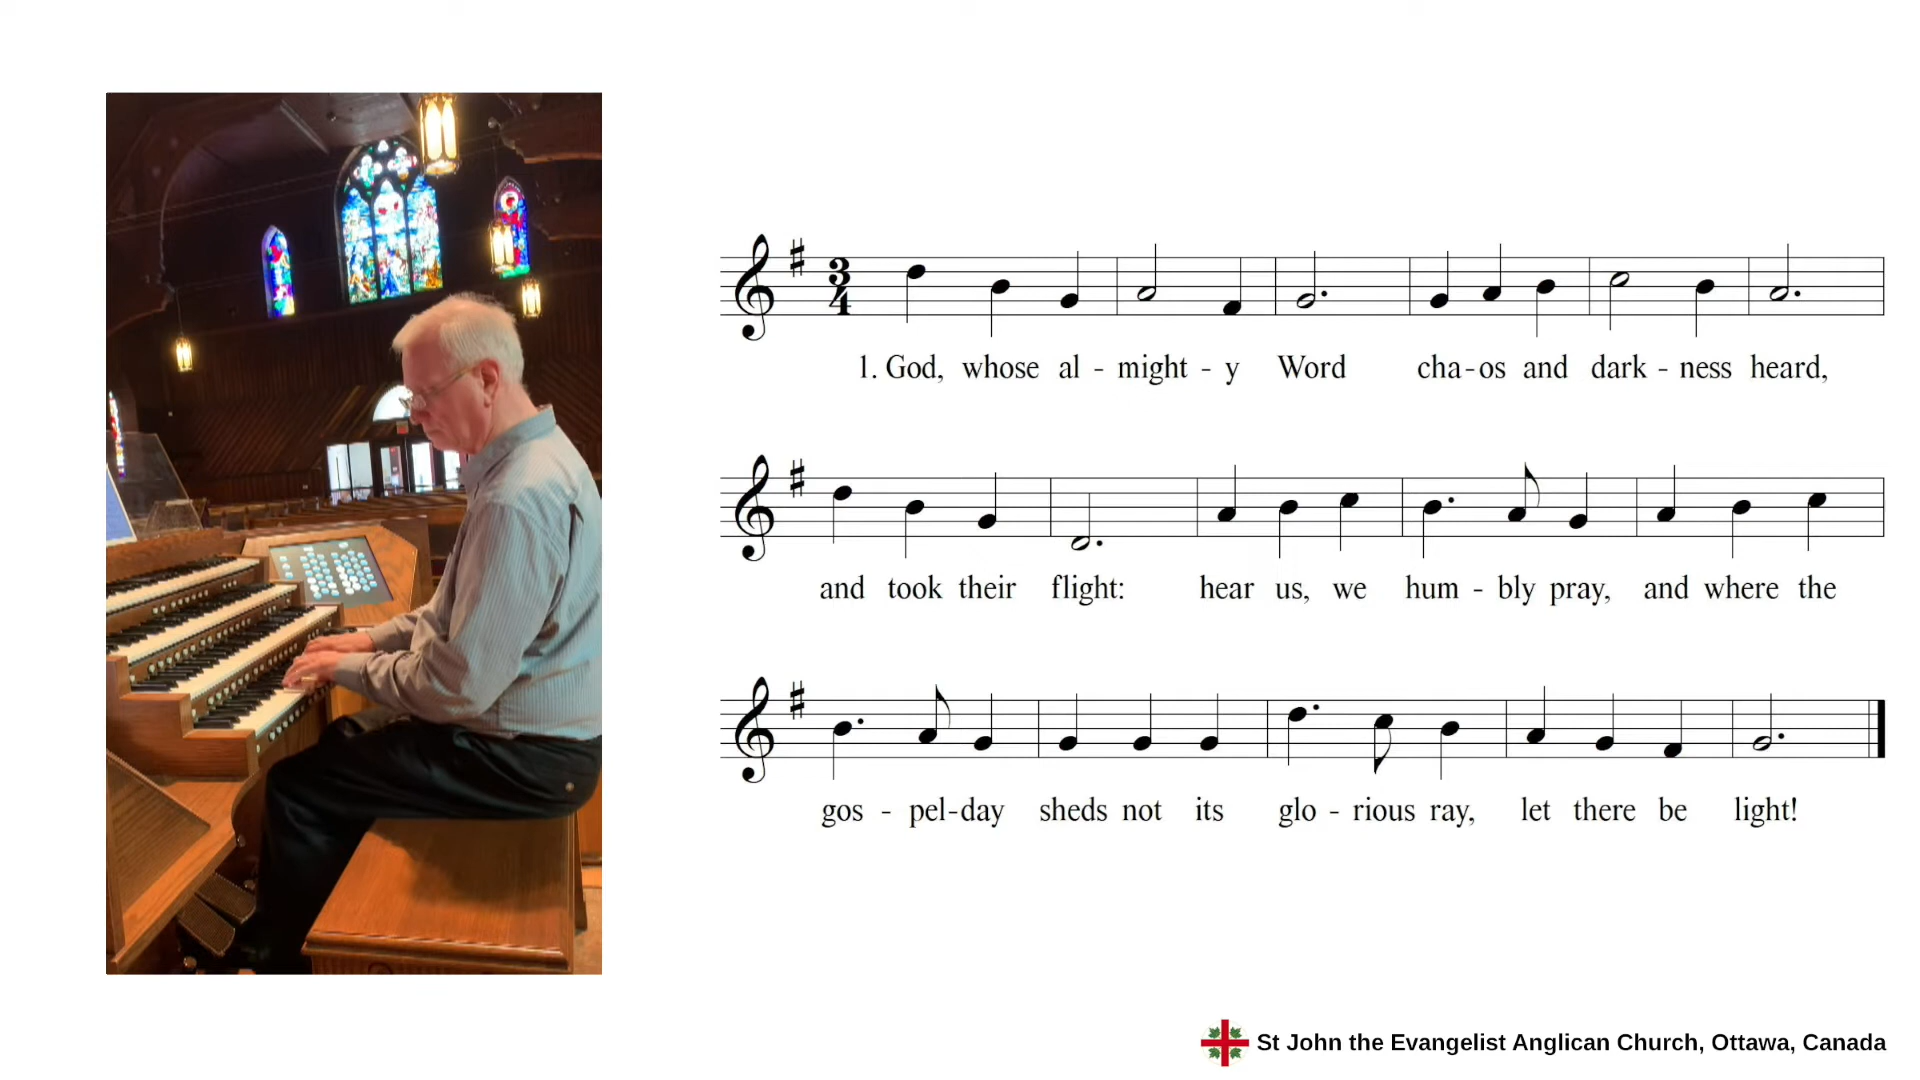 3
4
1. God, whose al - might - y Word cha - os and dark - ness heard,
and took their flight: hear us, we hum - bly pray, and where the
gos - pel - day sheds not its glo - rious ray, let there be light!
St John the Evangelist Anglican Church, Ottawa, Canada